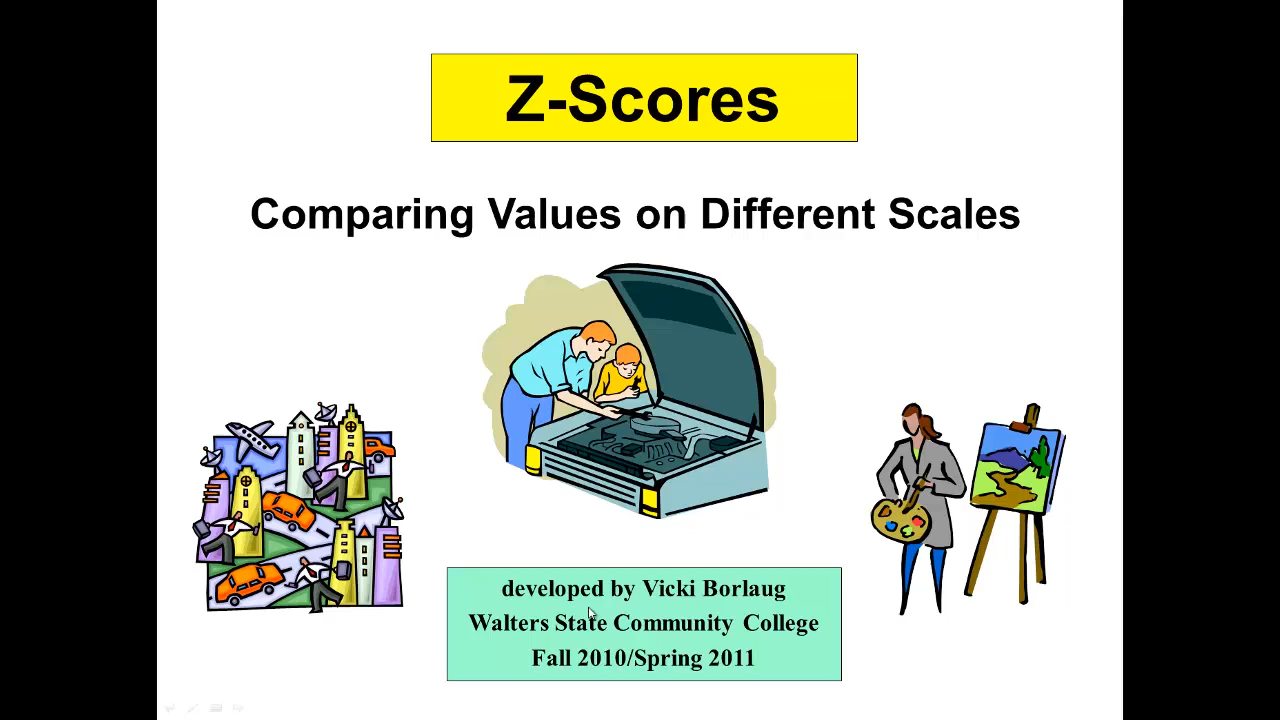 Z-Scores
Comparing Values on Different Scales
developed by Vicki Borlaug
Walters State Community College
Fall 2010/Spring 2011